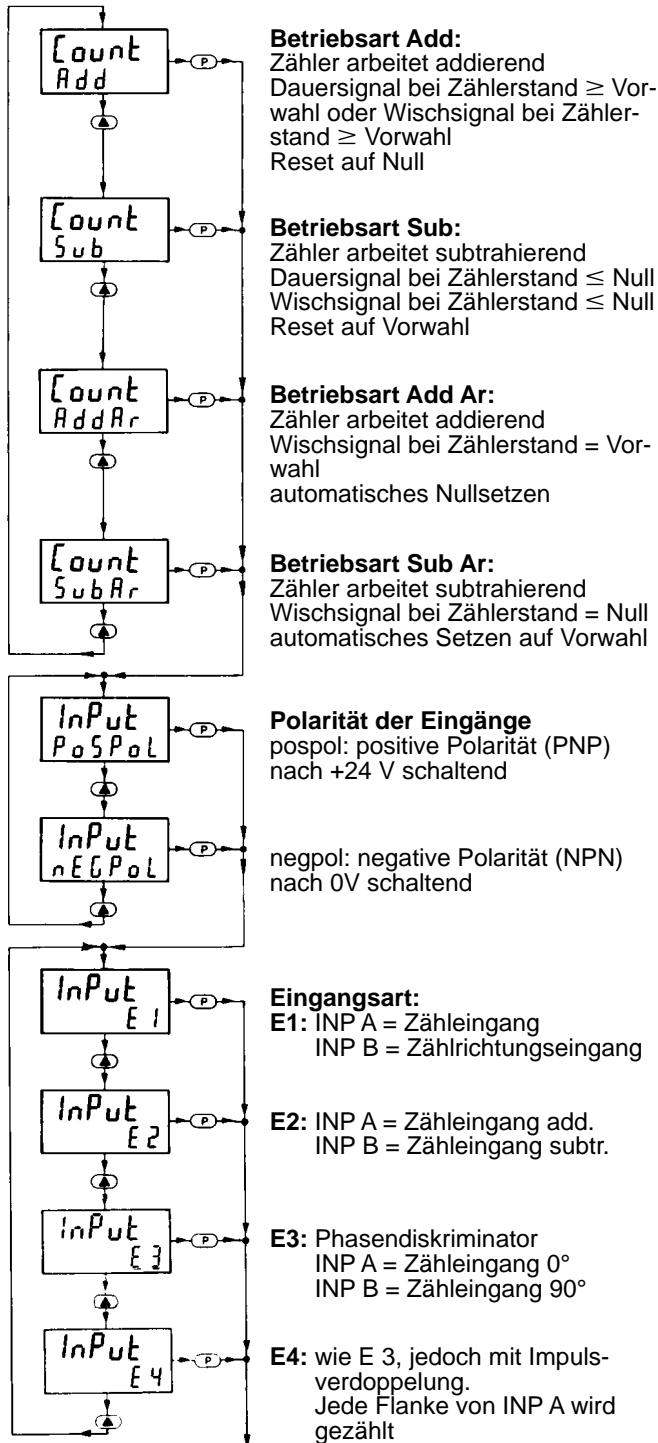 Count
Add
P
Betriebsart Add:
Zähler arbeitet addierend
Dauersignal bei Zählerstand ≥ Vor-
wahl oder Wischsignal bei Zähler-
stand ≥ Vorwahl
Reset auf Null
Count
Sub
P
Betriebsart Sub:
Zähler arbeitet subtrahierend
Dauersignal bei Zählerstand ≤ Null
Wischsignal bei Zählerstand ≤ Null
Reset auf Vorwahl
Count
AddAr
P
Betriebsart Add Ar:
Zähler arbeitet addierend
Wischsignal bei Zählerstand = Vor-
wahl
automatisches Nullsetzen
Count
SubAr
P
Betriebsart Sub Ar:
Zähler arbeitet subtrahierend
Wischsignal bei Zählerstand = Null
automatisches Setzen auf Vorwahl
InPut
PoSPoL
P
Polarität der Eingänge
pospol: positive Polarität (PNP)
nach +24 V schaltend
InPut
nEGPoL
P
negpol: negative Polarität (NPN)
nach 0V schaltend
InPut
E 1
P
Eingangsart:
E1: INP A = Zähleingang
INP B = Zählrichtungseingang
InPut
E 2
P
E2: INP A = Zähleingang add.
INP B = Zähleingang subtr.
InPut
E 3
P
E3: Phasendiskriminator
INP A = Zähleingang 0°
INP B = Zähleingang 90°
InPut
E 4
P
E4: wie E 3, jedoch mit Impuls-
verdoppelung.
Jede Flanke von INP A wird
gezählt